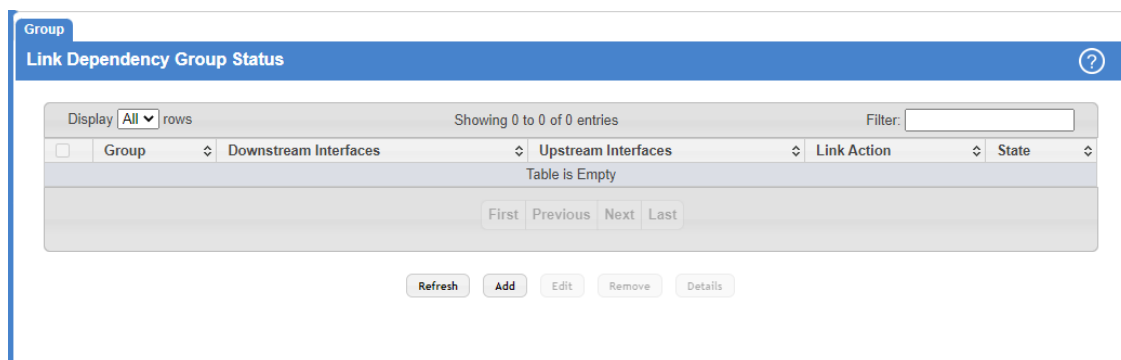 Group
Link Dependency Group Status
?
Display All rows Showing 0 to 0 of 0 entries Filter:
Group Downstream Interfaces Upstream Interfaces Link Action State
Table is Empty
First Previous Next Last
Refresh Add Edit Remove Details